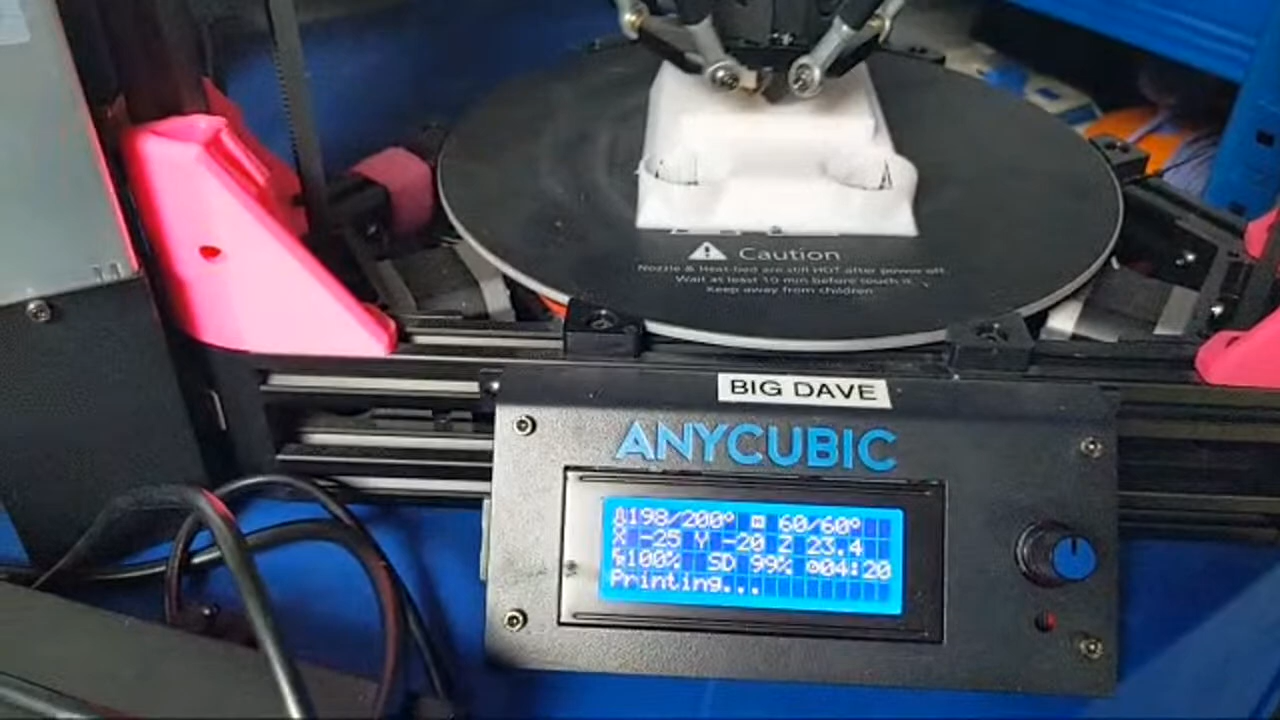 Caution
Nozzle & Heat-bed are still HOT after power off.
Wait at least 10 min before touch it.
Keep away from children
BIG DAVE
ANYCUBIC
198/200° 60/60°
X -25 Y -20 Z 23.4
100% SD 99% 04:20
Printing...